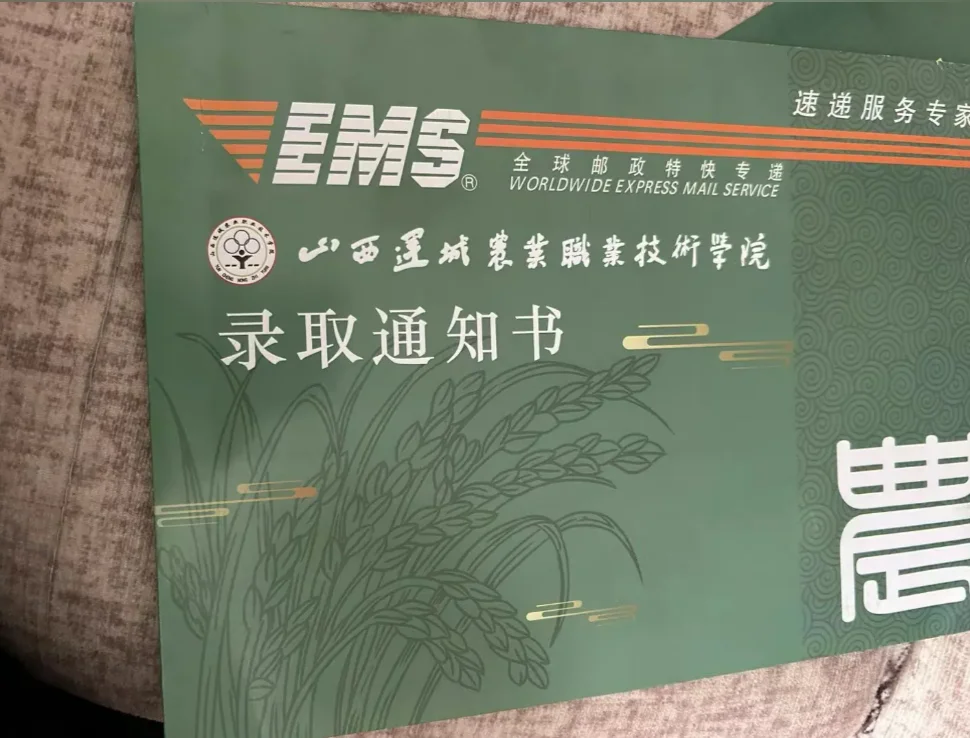 速递服务专家
EMS®
全球邮政特快专递
WORLDWIDE EXPRESS MAIL SERVICE
山西運城農業職業技術學院
录取通知书
農